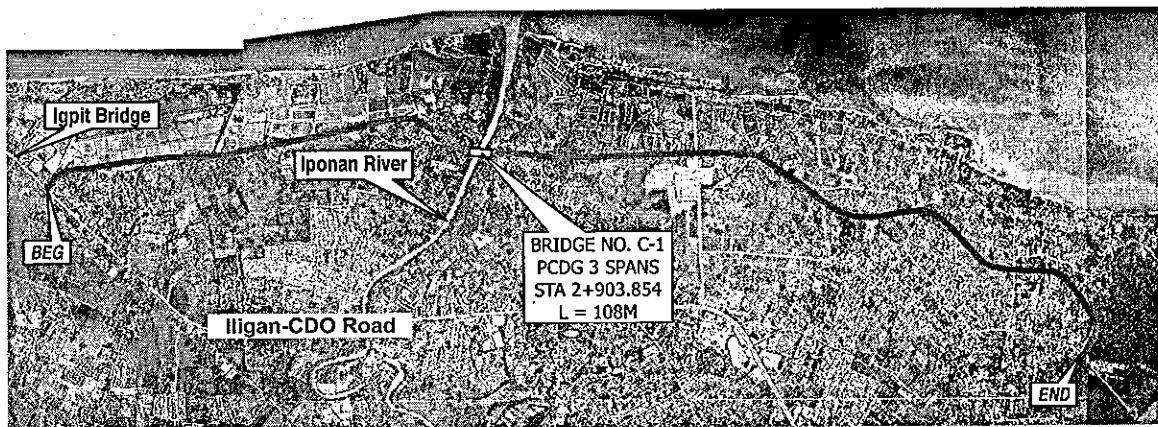 Igpit Bridge
Iponan River
BEG
BRIDGE NO. C-1
PCDG 3 SPANS
STA 2+903.854
L = 108M
Iligan-CDO Road
END